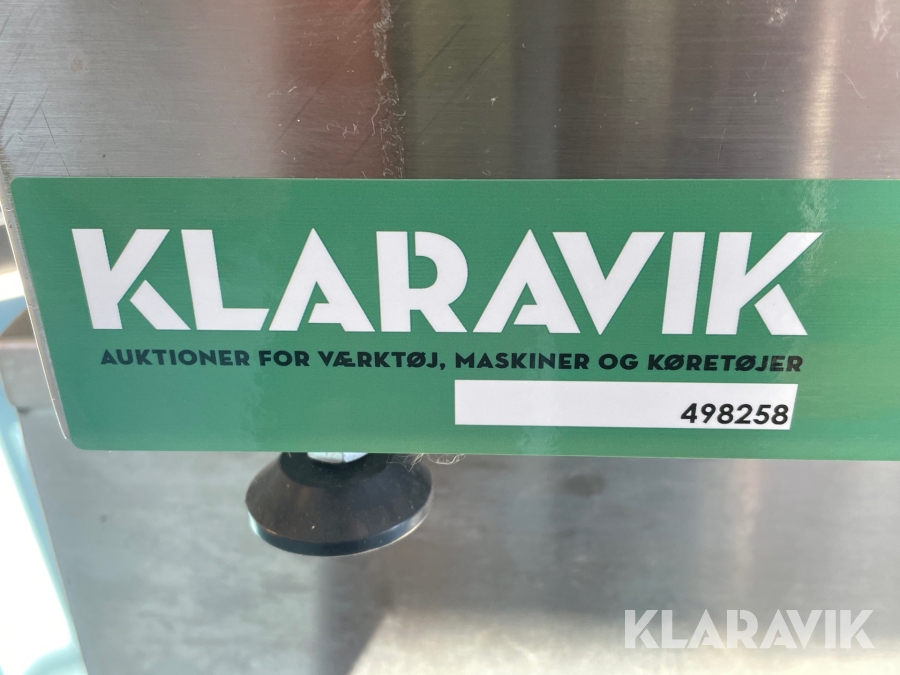 KLARAVIK
AUKTIONER FOR VÆRKTØJ, MASKINER OG KØRETØJER
498258
KLARAVIK